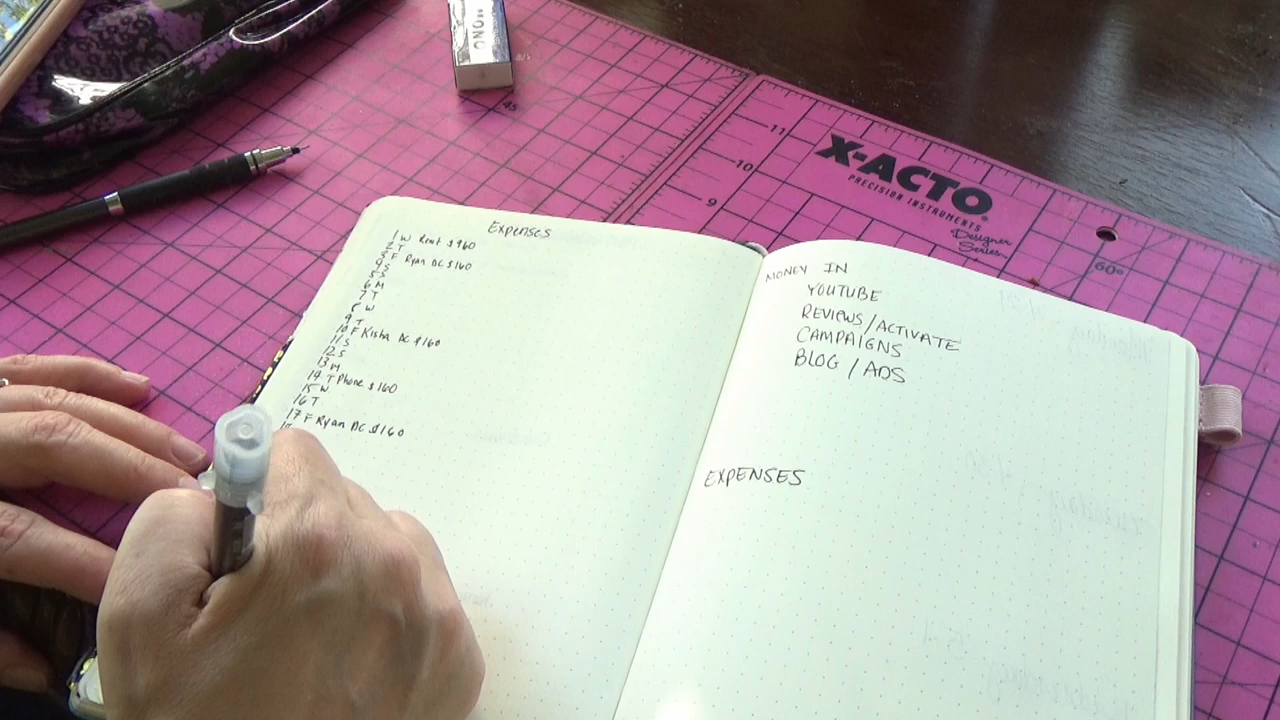 MONO
45
11
10
9
X-ACTO
PRECISION INSTRUMENTS
Designer
Series
60°
Expenses
1 W Rent $960
2 T
3 F Ryan DC $160
4 S
5 S
6 M
7 T
8 W
9 T
10 F Kisha DC $160
11 S
12 S
13 M
14 T Phone $160
15 W
16 T
17 F Ryan DC $160
MONEY IN
YOUTUBE
REVIEWS/ACTIVATE
CAMPAIGNS
BLOG / ADS
EXPENSES